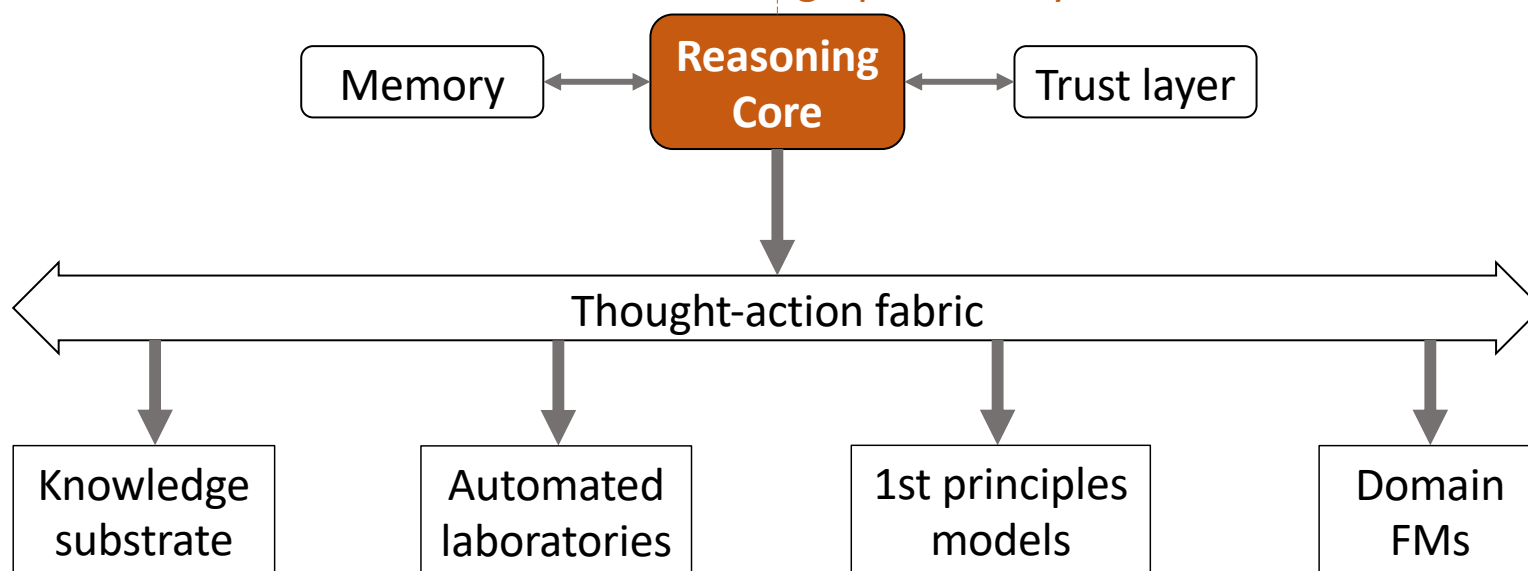 Memory
Reasoning
Core
Trust layer
Thought-action fabric
Knowledge
substrate
Automated
laboratories
1st principles
models
Domain
FMs